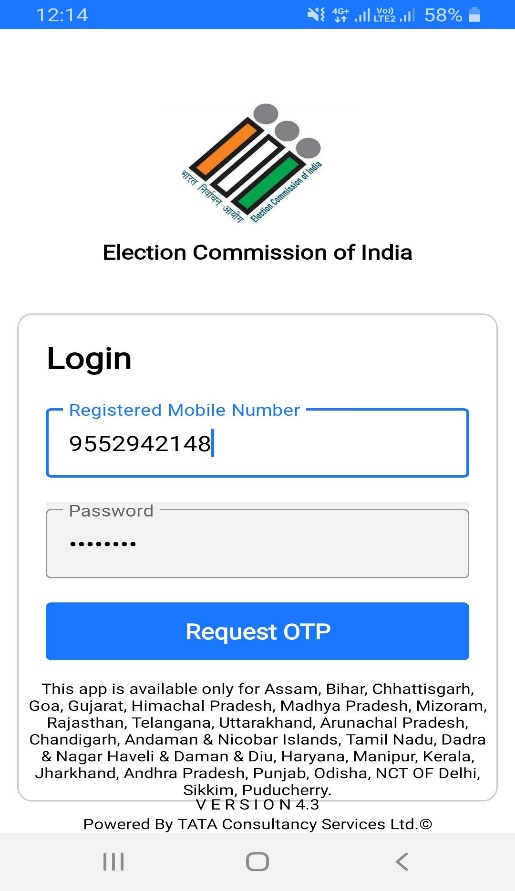 12:14
4G+ Vo)) LTE2 58%
भारत निर्वाचन आयोग
Election Commission of India
Election Commission of India
Login
Registered Mobile Number
9552942148
Password
Request OTP
This app is available only for Assam, Bihar, Chhattisgarh,
Goa, Gujarat, Himachal Pradesh, Madhya Pradesh, Mizoram,
Rajasthan, Telangana, Uttarakhand, Arunachal Pradesh,
Chandigarh, Andaman & Nicobar Islands, Tamil Nadu, Dadra
& Nagar Haveli & Daman & Diu, Haryana, Manipur, Kerala,
Jharkhand, Andhra Pradesh, Punjab, Odisha, NCT OF Delhi,
Sikkim, Puducherry.
V E R S I O N 4.3
Powered By TATA Consultancy Services Ltd.©